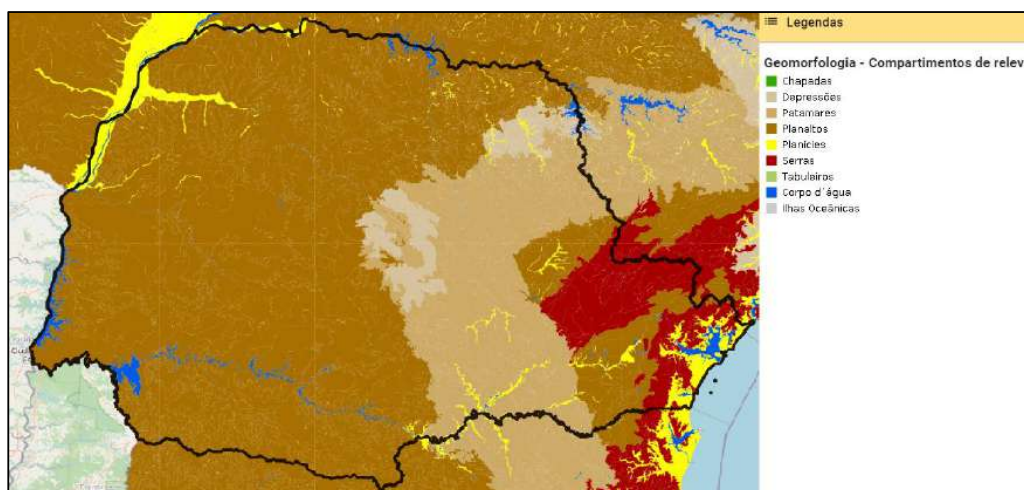 Legendas
Geomorfologia - Compartimentos de relev
Chapadas
Depressões
Patamares
Planaltos
Planícies
Serras
Tabuleiros
Corpo d´água
Ilhas Oceânicas